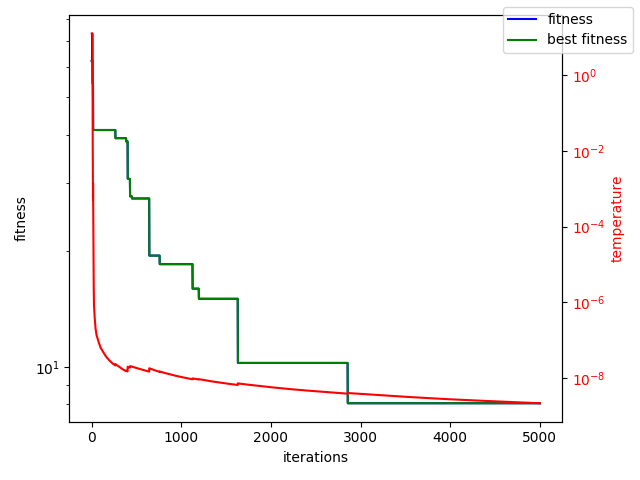 fitness
best fitness
fitness
10¹
10⁰
10⁻²
10⁻⁴
10⁻⁶
10⁻⁸
temperature
0 1000 2000 3000 4000 5000
iterations